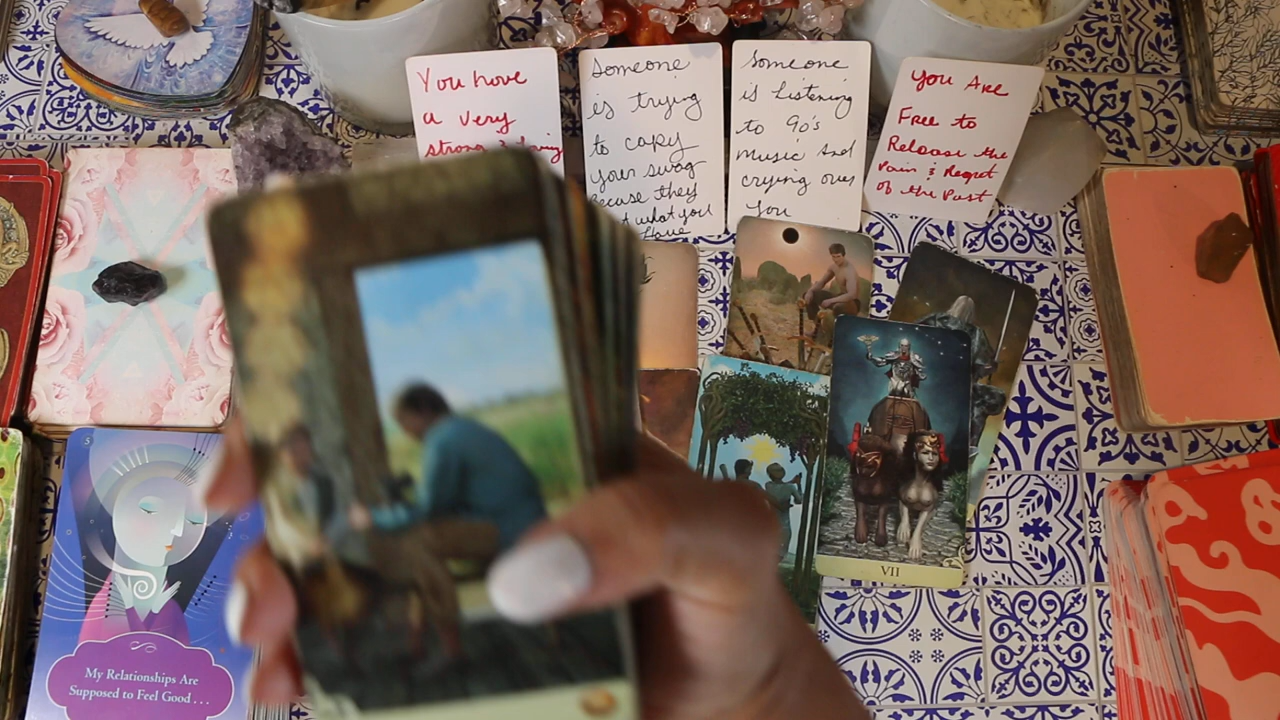 You have
a very
strong & loving
Someone
is trying
to copy
your swag
Because they
what you
Have
Someone
is Listening
to 90's
Music and
crying over
You
You Are
Free to
Release the
Pain & Regret
of the Past
VII
5
My Relationships Are
Supposed to Feel Good . . .